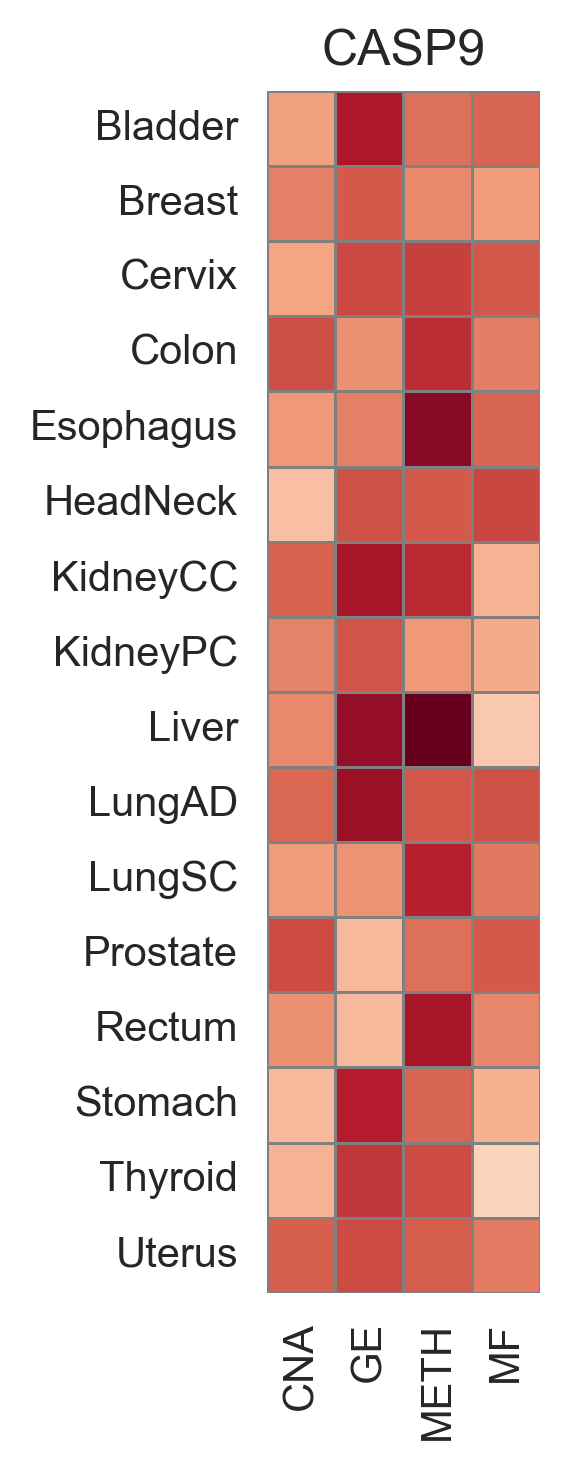 CASP9
Bladder
Breast
Cervix
Colon
Esophagus
HeadNeck
KidneyCC
KidneyPC
Liver
LungAD
LungSC
Prostate
Rectum
Stomach
Thyroid
Uterus
CNA
GE
METH
MF